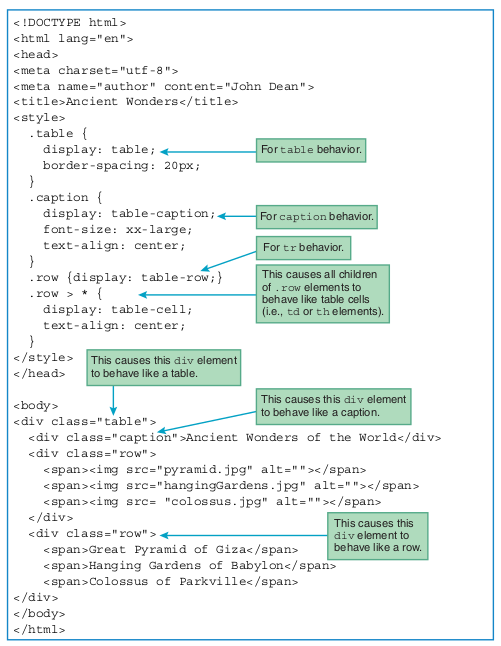 <!DOCTYPE html>
<html lang="en">
<head>
<meta charset="utf-8">
<meta name="author" content="John Dean">
<title>Ancient Wonders</title>
<style>
.table {
display: table;
For table behavior.
border-spacing: 20px;
}
.caption {
display: table-caption;
For caption behavior.
font-size: xx-large;
text-align: center;
}
For tr behavior.
.row {display: table-row;}
.row > * {
display: table-cell;
text-align: center;
}
This causes all children
of .row elements to
behave like table cells
(i.e., td or th elements).
</style>
</head>
This causes this div element
to behave like a table.
<body>
<div class="table">
This causes this div element
to behave like a caption.
<div class="caption">Ancient Wonders of the World</div>
<div class="row">
<span><img src="pyramid.jpg" alt=""></span>
<span><img src="hangingGardens.jpg" alt=""></span>
<span><img src= "colossus.jpg" alt=""></span>
</div>
<div class="row">
This causes this
div element to
behave like a row.
<span>Great Pyramid of Giza</span>
<span>Hanging Gardens of Babylon</span>
<span>Colossus of Parkville</span>
</div>
</body>
</html>